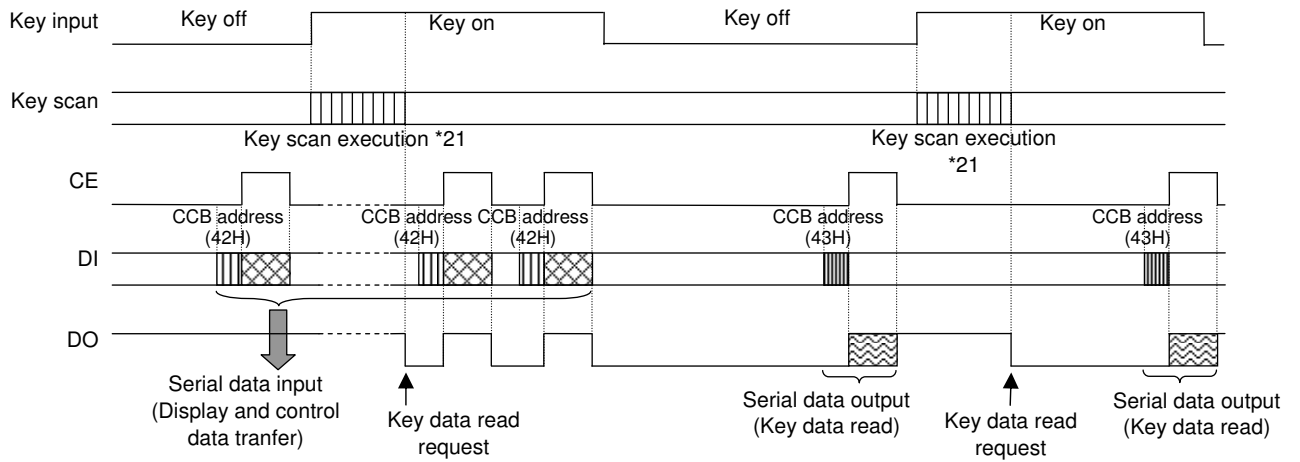 Key input
Key off
Key on
Key off
Key on
Key scan
Key scan execution *21
Key scan execution
*21
CE
CCB address
(42H)
CCB address
(42H)
CCB address
(42H)
CCB address
(43H)
CCB address
(43H)
DI
DO
Serial data input
(Display and control
data tranfer)
Key data read
request
Serial data output
(Key data read)
Key data read
request
Serial data output
(Key data read)